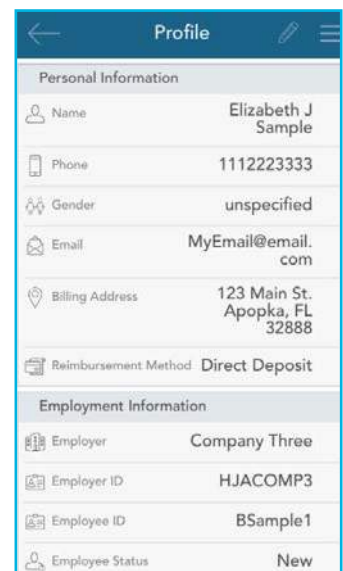 Profile
Personal Information
Name Elizabeth J
Sample
Phone 1112223333
Gender unspecified
Email MyEmail@email.
com
Billing Address 123 Main St.
Apopka, FL
32888
Reimbursement Method Direct Deposit
Employment Information
Employer Company Three
Employer ID HJACOMP3
Employee ID BSample1
Employee Status New